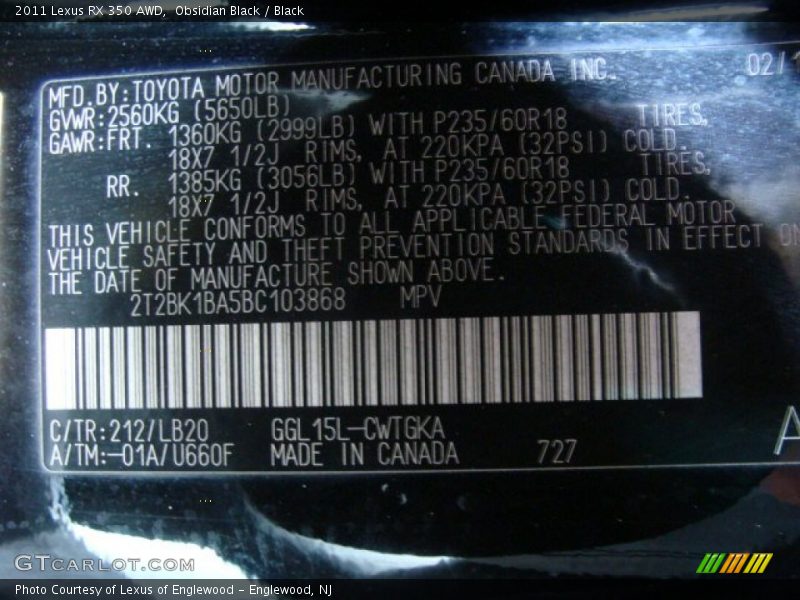 2011 Lexus RX 350 AWD,  Obsidian Black / Black
02/
MFD.BY:TOYOTA MOTOR MANUFACTURING CANADA INC.
GVWR:2560KG (5650LB)
GAWR:FRT. 1360KG (2999LB) WITH P235/60R18 TIRES,
18X7 1/2J RIMS, AT 220KPA (32PSI) COLD.
RR. 1385KG (3056LB) WITH P235/60R18 TIRES,
18X7 1/2J RIMS, AT 220KPA (32PSI) COLD.
THIS VEHICLE CONFORMS TO ALL APPLICABLE FEDERAL MOTOR
VEHICLE SAFETY AND THEFT PREVENTION STANDARDS IN EFFECT ON
THE DATE OF MANUFACTURE SHOWN ABOVE.
2T2BK1BA5BC103868 MPV
C/TR:212/LB20 GGL15L-CWTGKA
A/TM:-01A/U660F MADE IN CANADA 727
A
GTCARLOT.COM
Photo Courtesy of Lexus of Englewood - Englewood, NJ